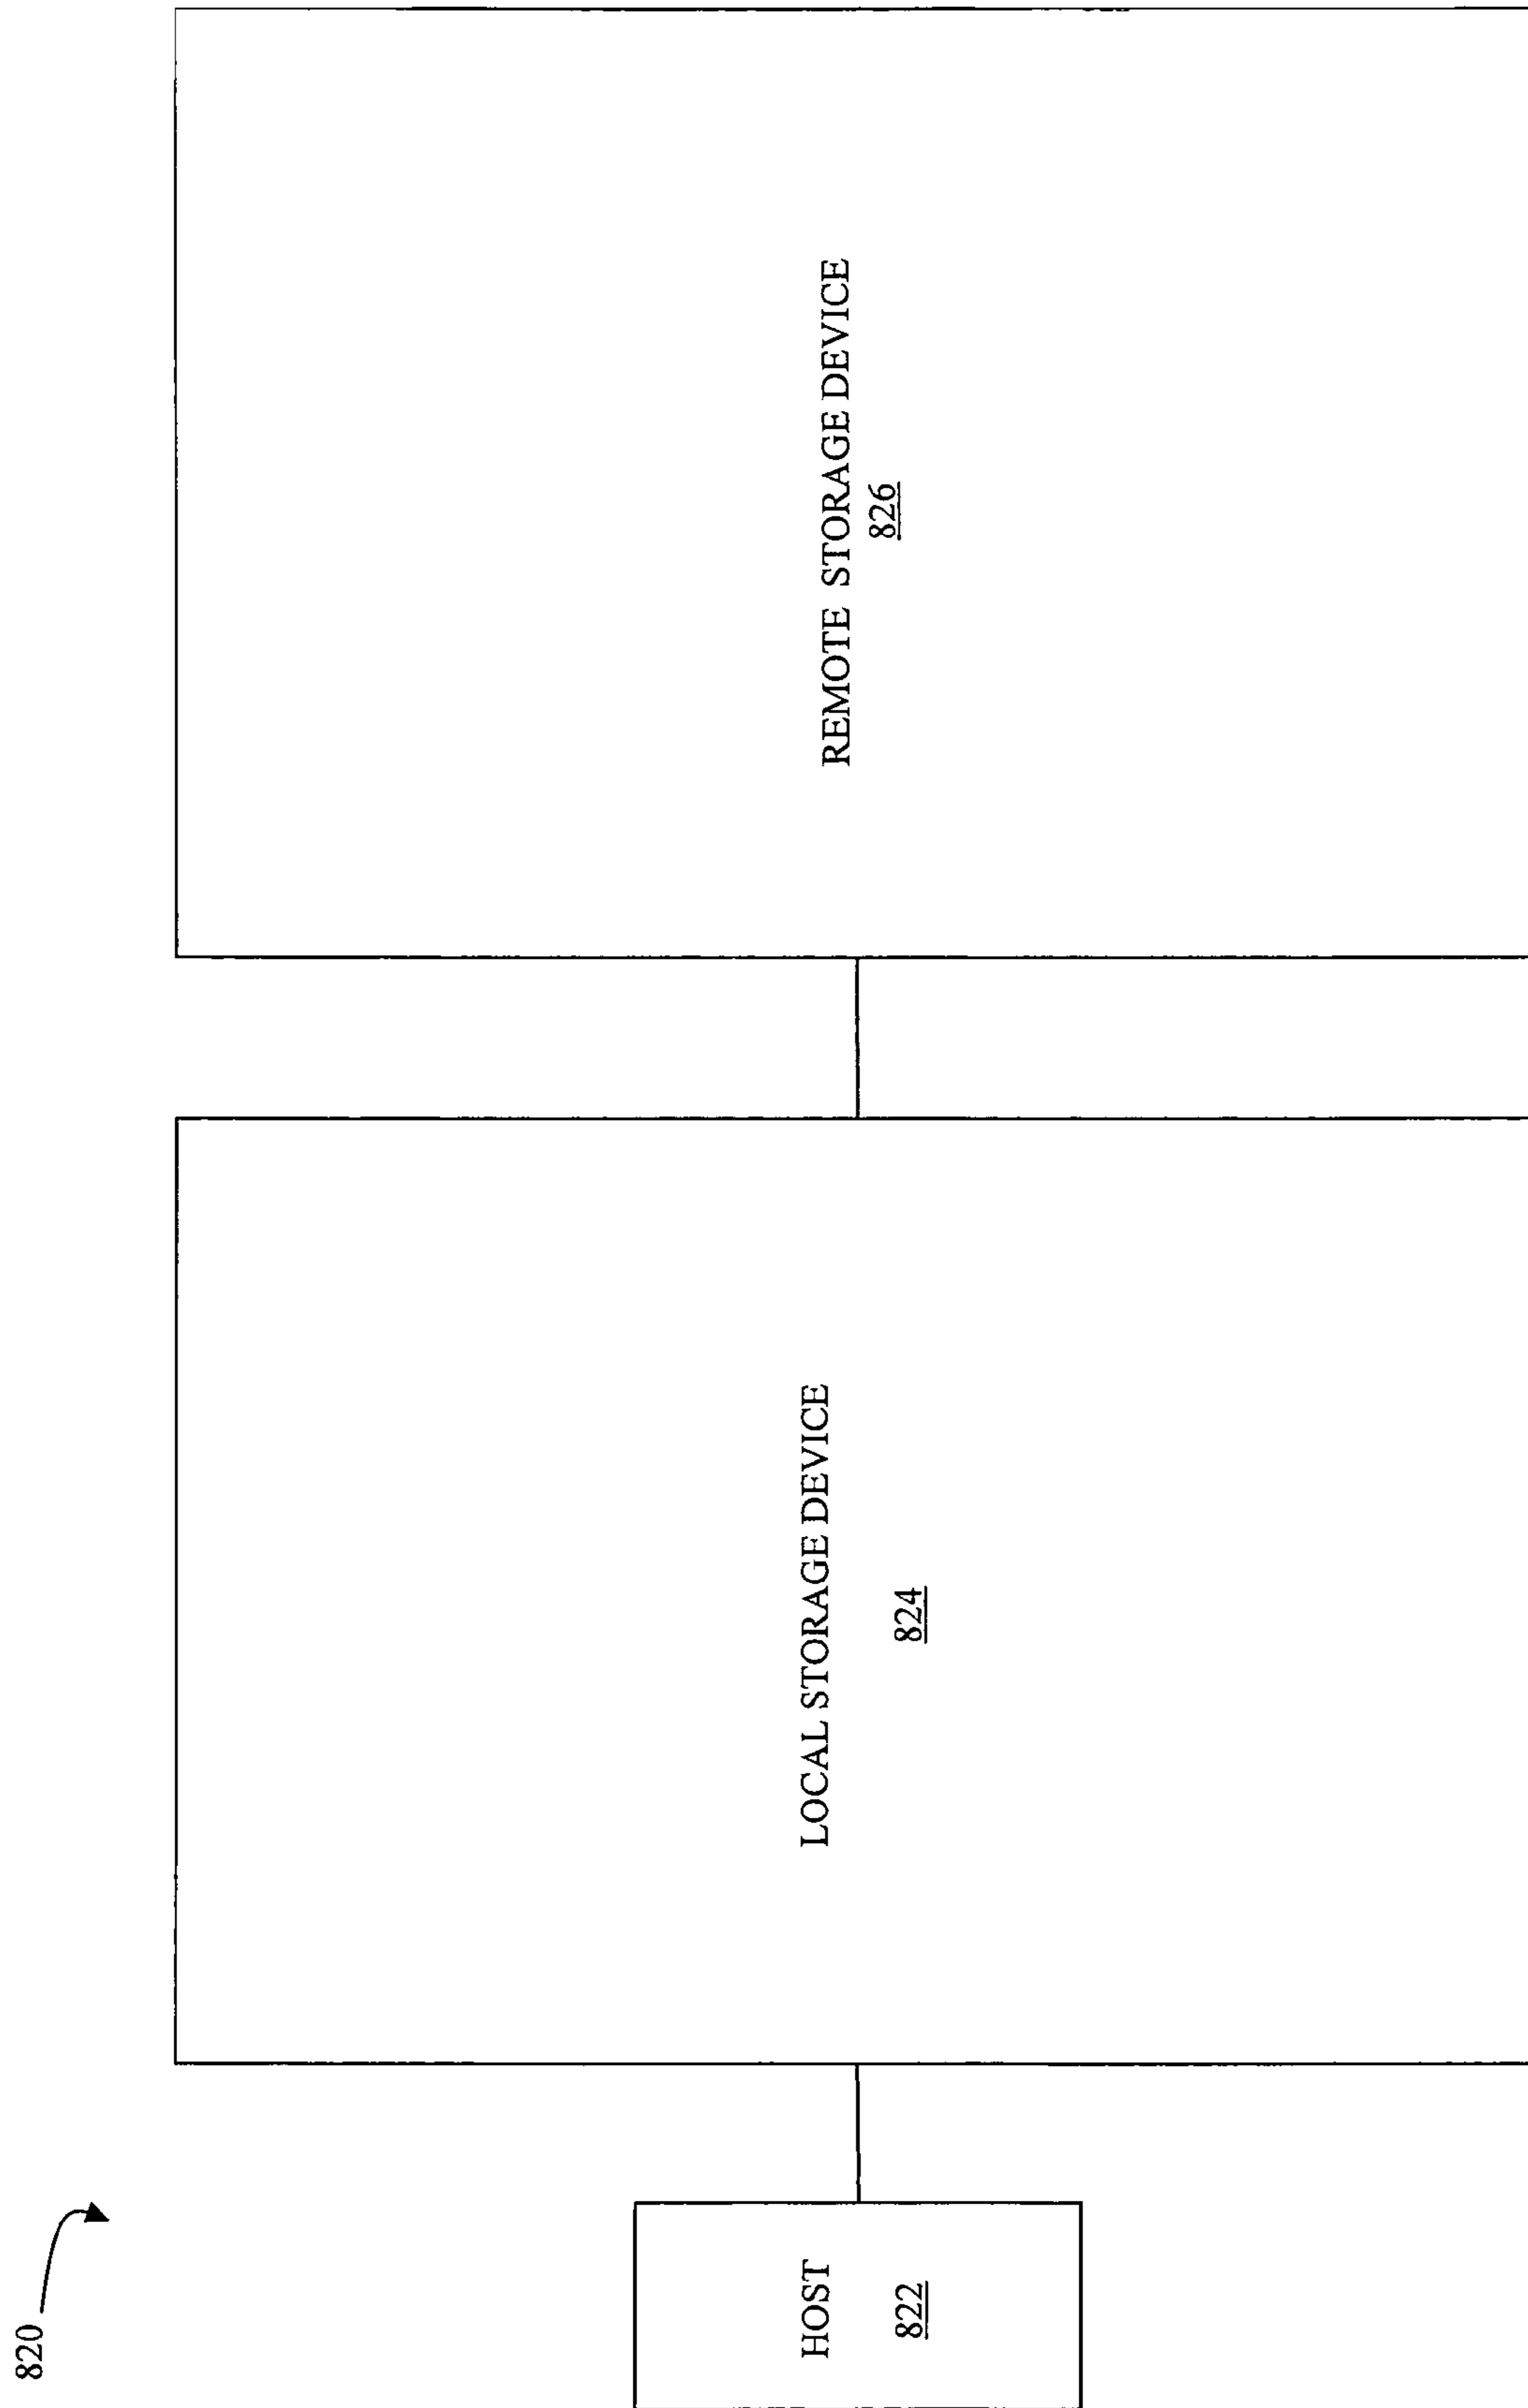 820
HOST
822
LOCAL STORAGE DEVICE
824
REMOTE STORAGE DEVICE
826